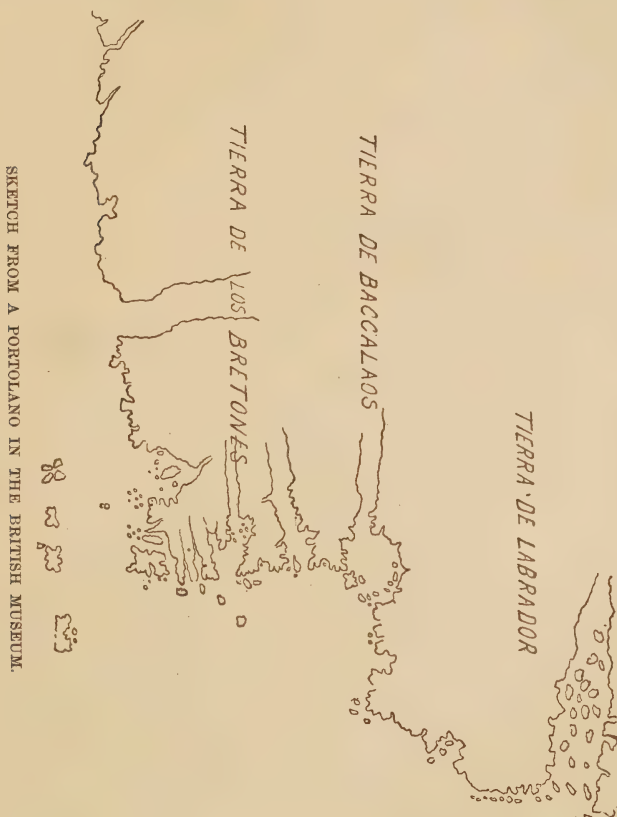 TIERRA DE LABRADOR
TIERRA DE BACCALAOS
TIERRA DE LOS BRETONES
SKETCH FROM A PORTOLANO IN THE BRITISH MUSEUM.